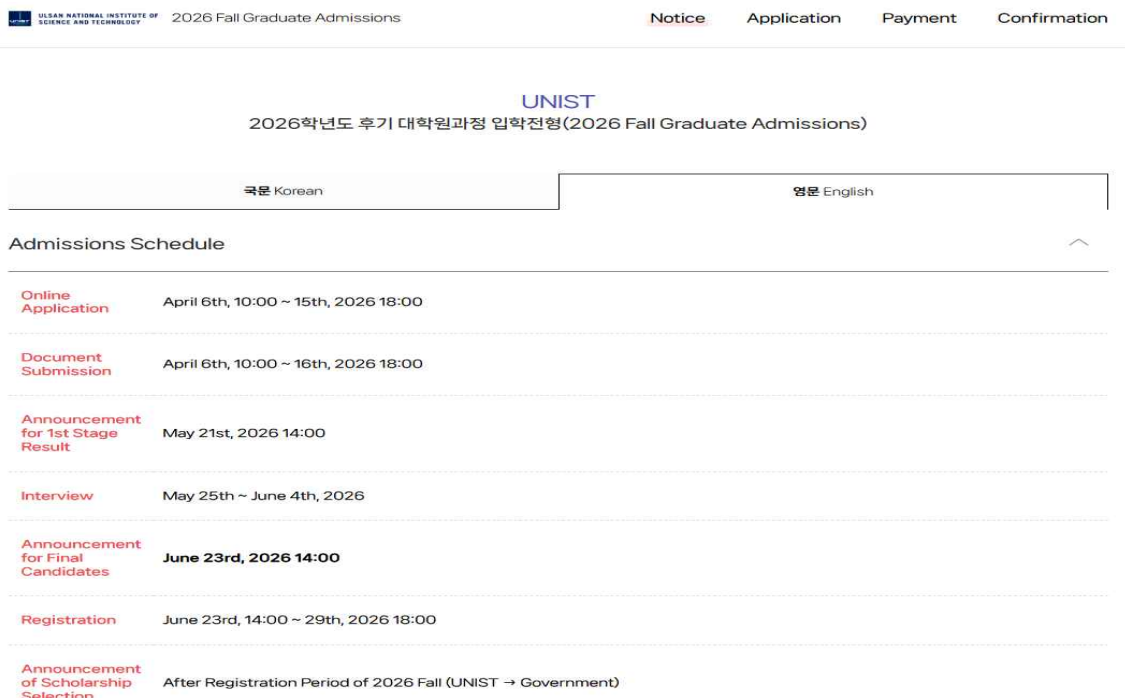 ULSAN NATIONAL INSTITUTE OF
SCIENCE AND TECHNOLOGY
2026 Fall Graduate Admissions
Notice Application Payment Confirmation
UNIST
2026학년도 후기 대학원과정 입학전형(2026 Fall Graduate Admissions)
국문 Korean
영문 English
Admissions Schedule
Online
Application
April 6th, 10:00 ~ 15th, 2026 18:00
Document
Submission
April 6th, 10:00 ~ 16th, 2026 18:00
Announcement
for 1st Stage
Result
May 21st, 2026 14:00
Interview
May 25th ~ June 4th, 2026
Announcement
for Final
Candidates
June 23rd, 2026 14:00
Registration
June 23rd, 14:00 ~ 29th, 2026 18:00
Announcement
of Scholarship
Selection
After Registration Period of 2026 Fall (UNIST → Government)